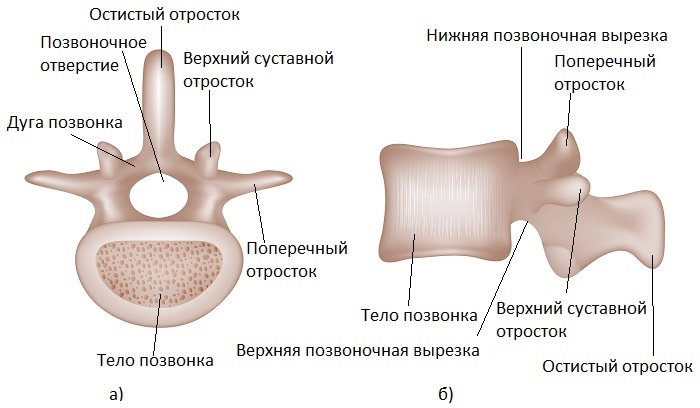 Остистый отросток
Позвоночное
отверстие
Верхний суставной
отросток
Дуга позвонка
Поперечный
отросток
Тело позвонка
а)
Нижняя позвоночная вырезка
Поперечный
отросток
Тело позвонка
Верхний суставной
отросток
Верхняя позвоночная вырезка
Остистый отросток
б)